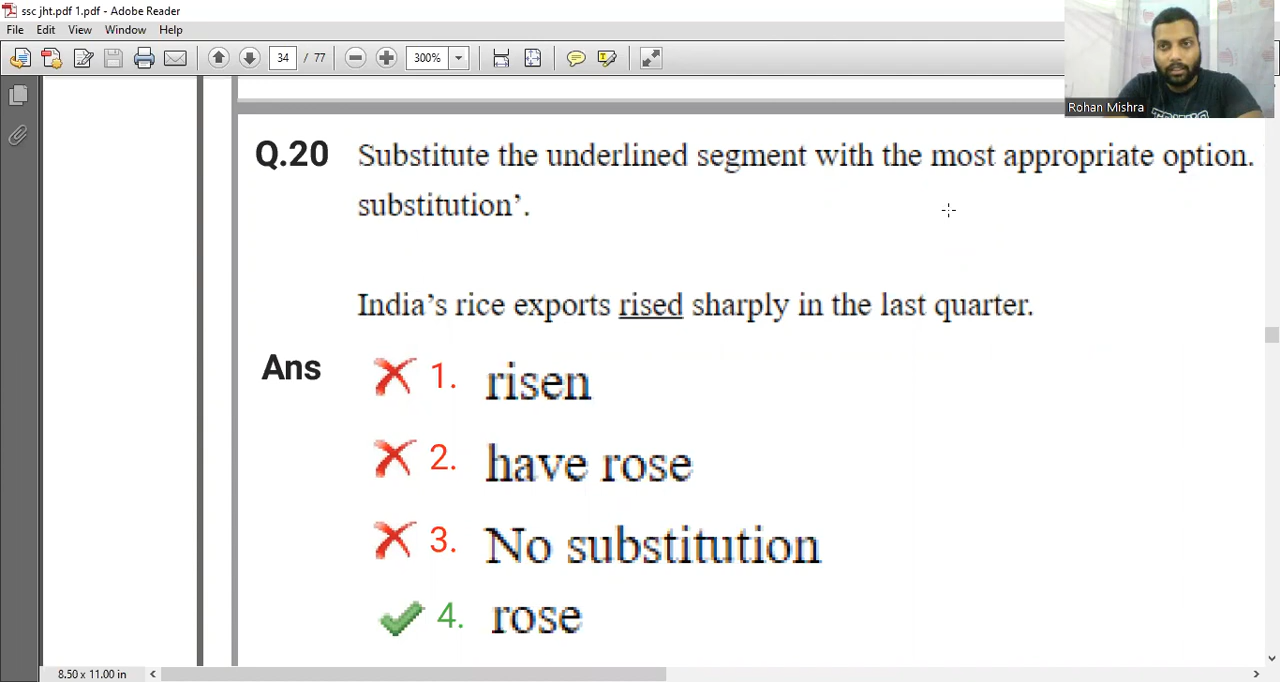 ssc jht.pdf 1.pdf - Adobe Reader
File Edit View Window Help
34 / 77 300%
Rohan Mishra
Q.20 Substitute the underlined segment with the most appropriate option.
substitution’.
India’s rice exports rised sharply in the last quarter.
Ans 1. risen
2. have rose
3. No substitution
4. rose
8.50 x 11.00 in